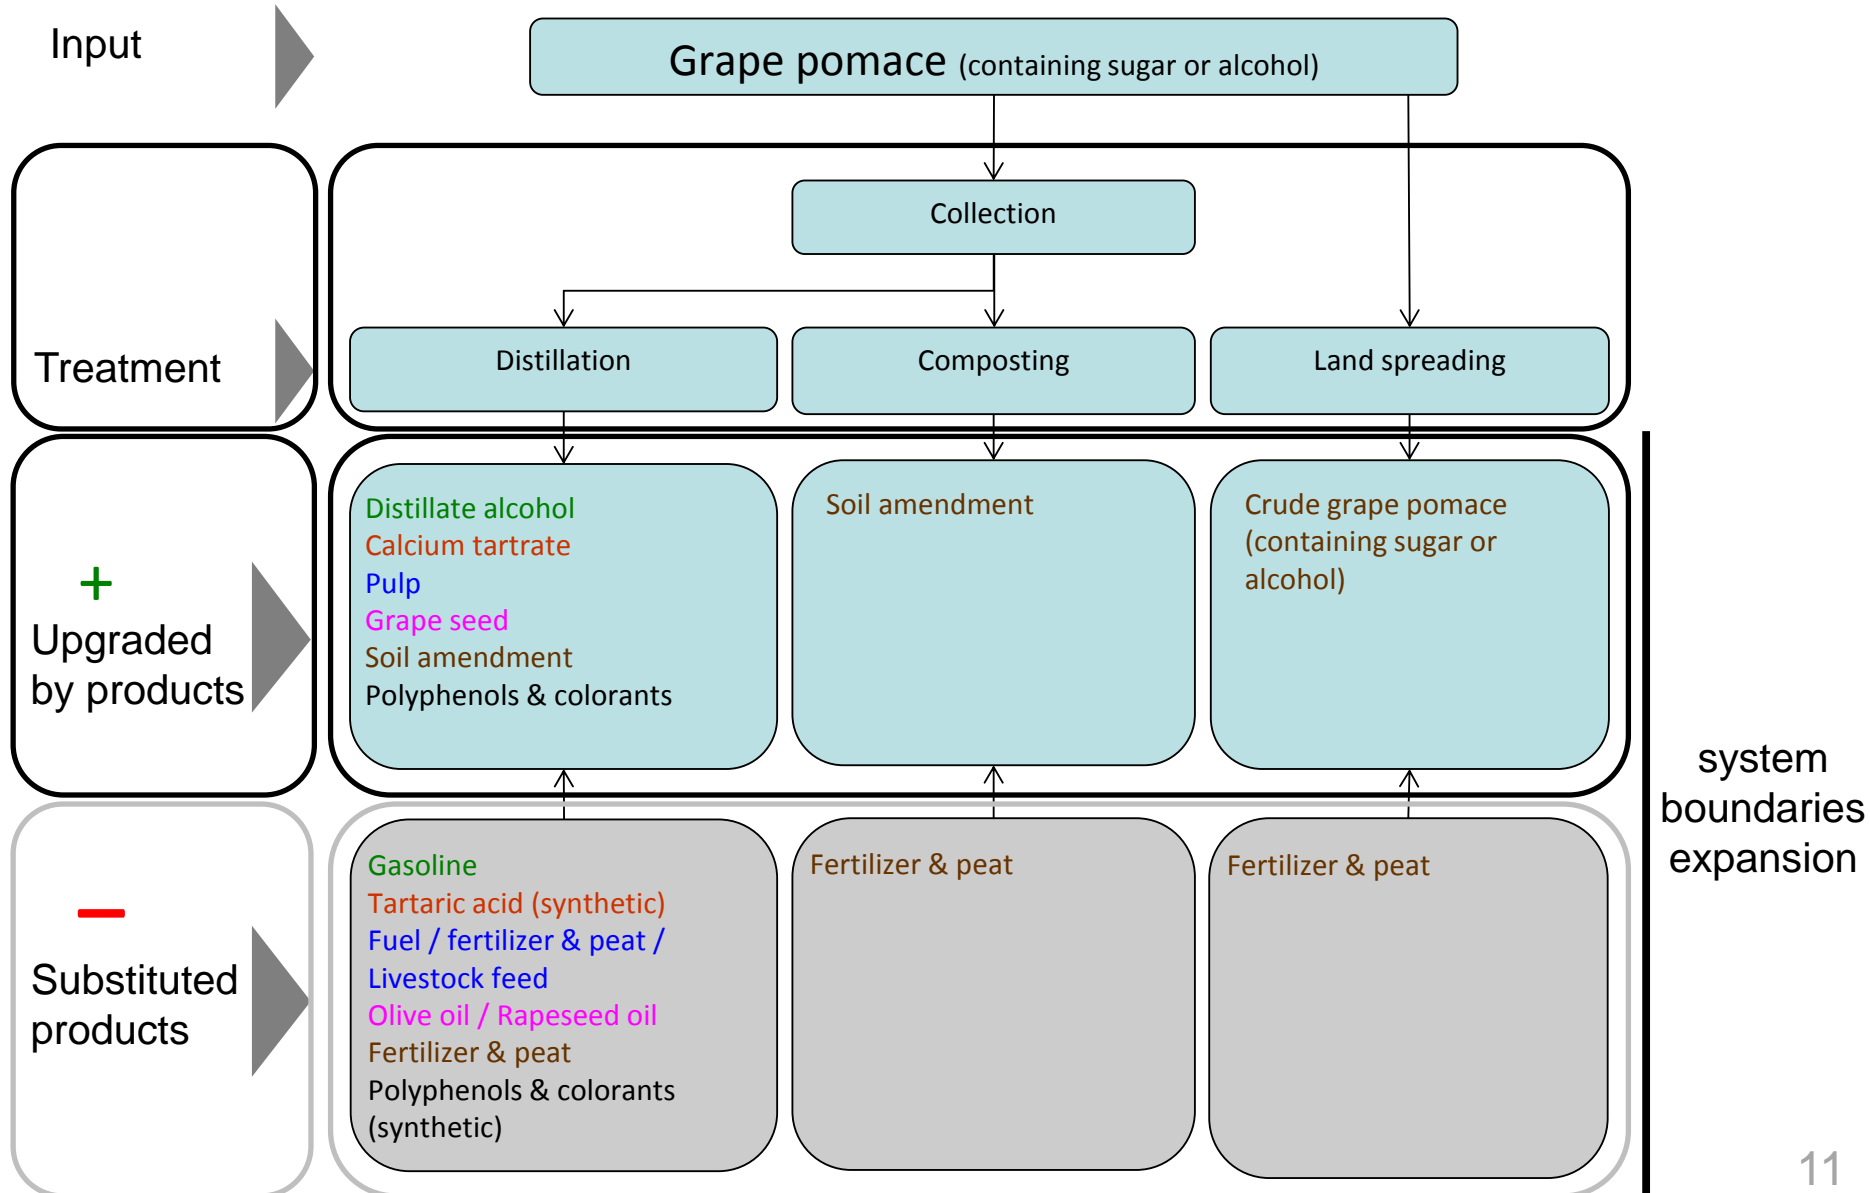 Input
Grape pomace (containing sugar or alcohol)
Collection
Treatment
Distillation
Composting
Land spreading
+
Upgraded
by products
Distillate alcohol
Calcium tartrate
Pulp
Grape seed
Soil amendment
Polyphenols & colorants
Soil amendment
Crude grape pomace
(containing sugar or
alcohol)
–
Substituted
products
Gasoline
Tartaric acid (synthetic)
Fuel / fertilizer & peat /
Livestock feed
Olive oil / Rapeseed oil
Fertilizer & peat
Polyphenols & colorants
(synthetic)
Fertilizer & peat
Fertilizer & peat
system
boundaries
expansion
11